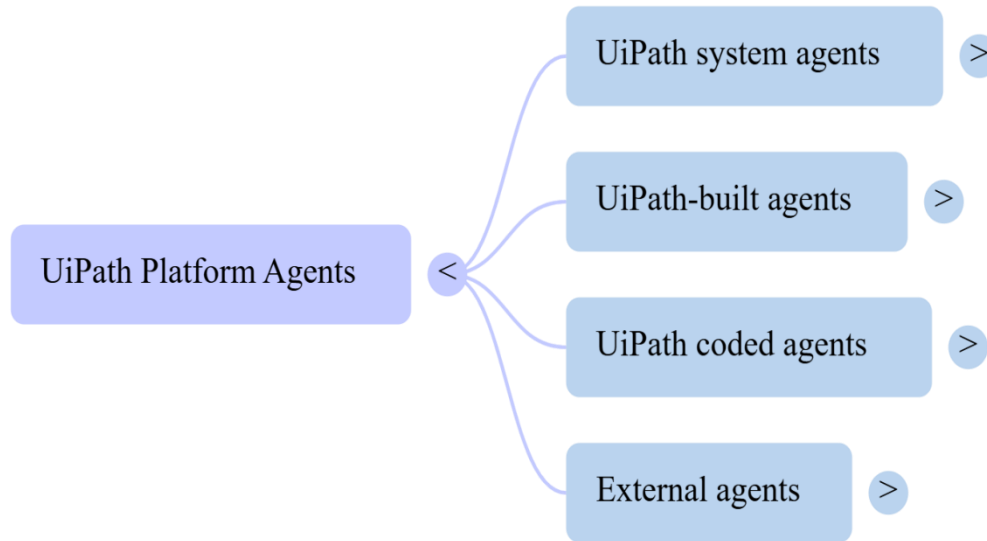 UiPath system agents
>
UiPath-built agents
>
UiPath Platform Agents
<
UiPath coded agents
>
External agents
>